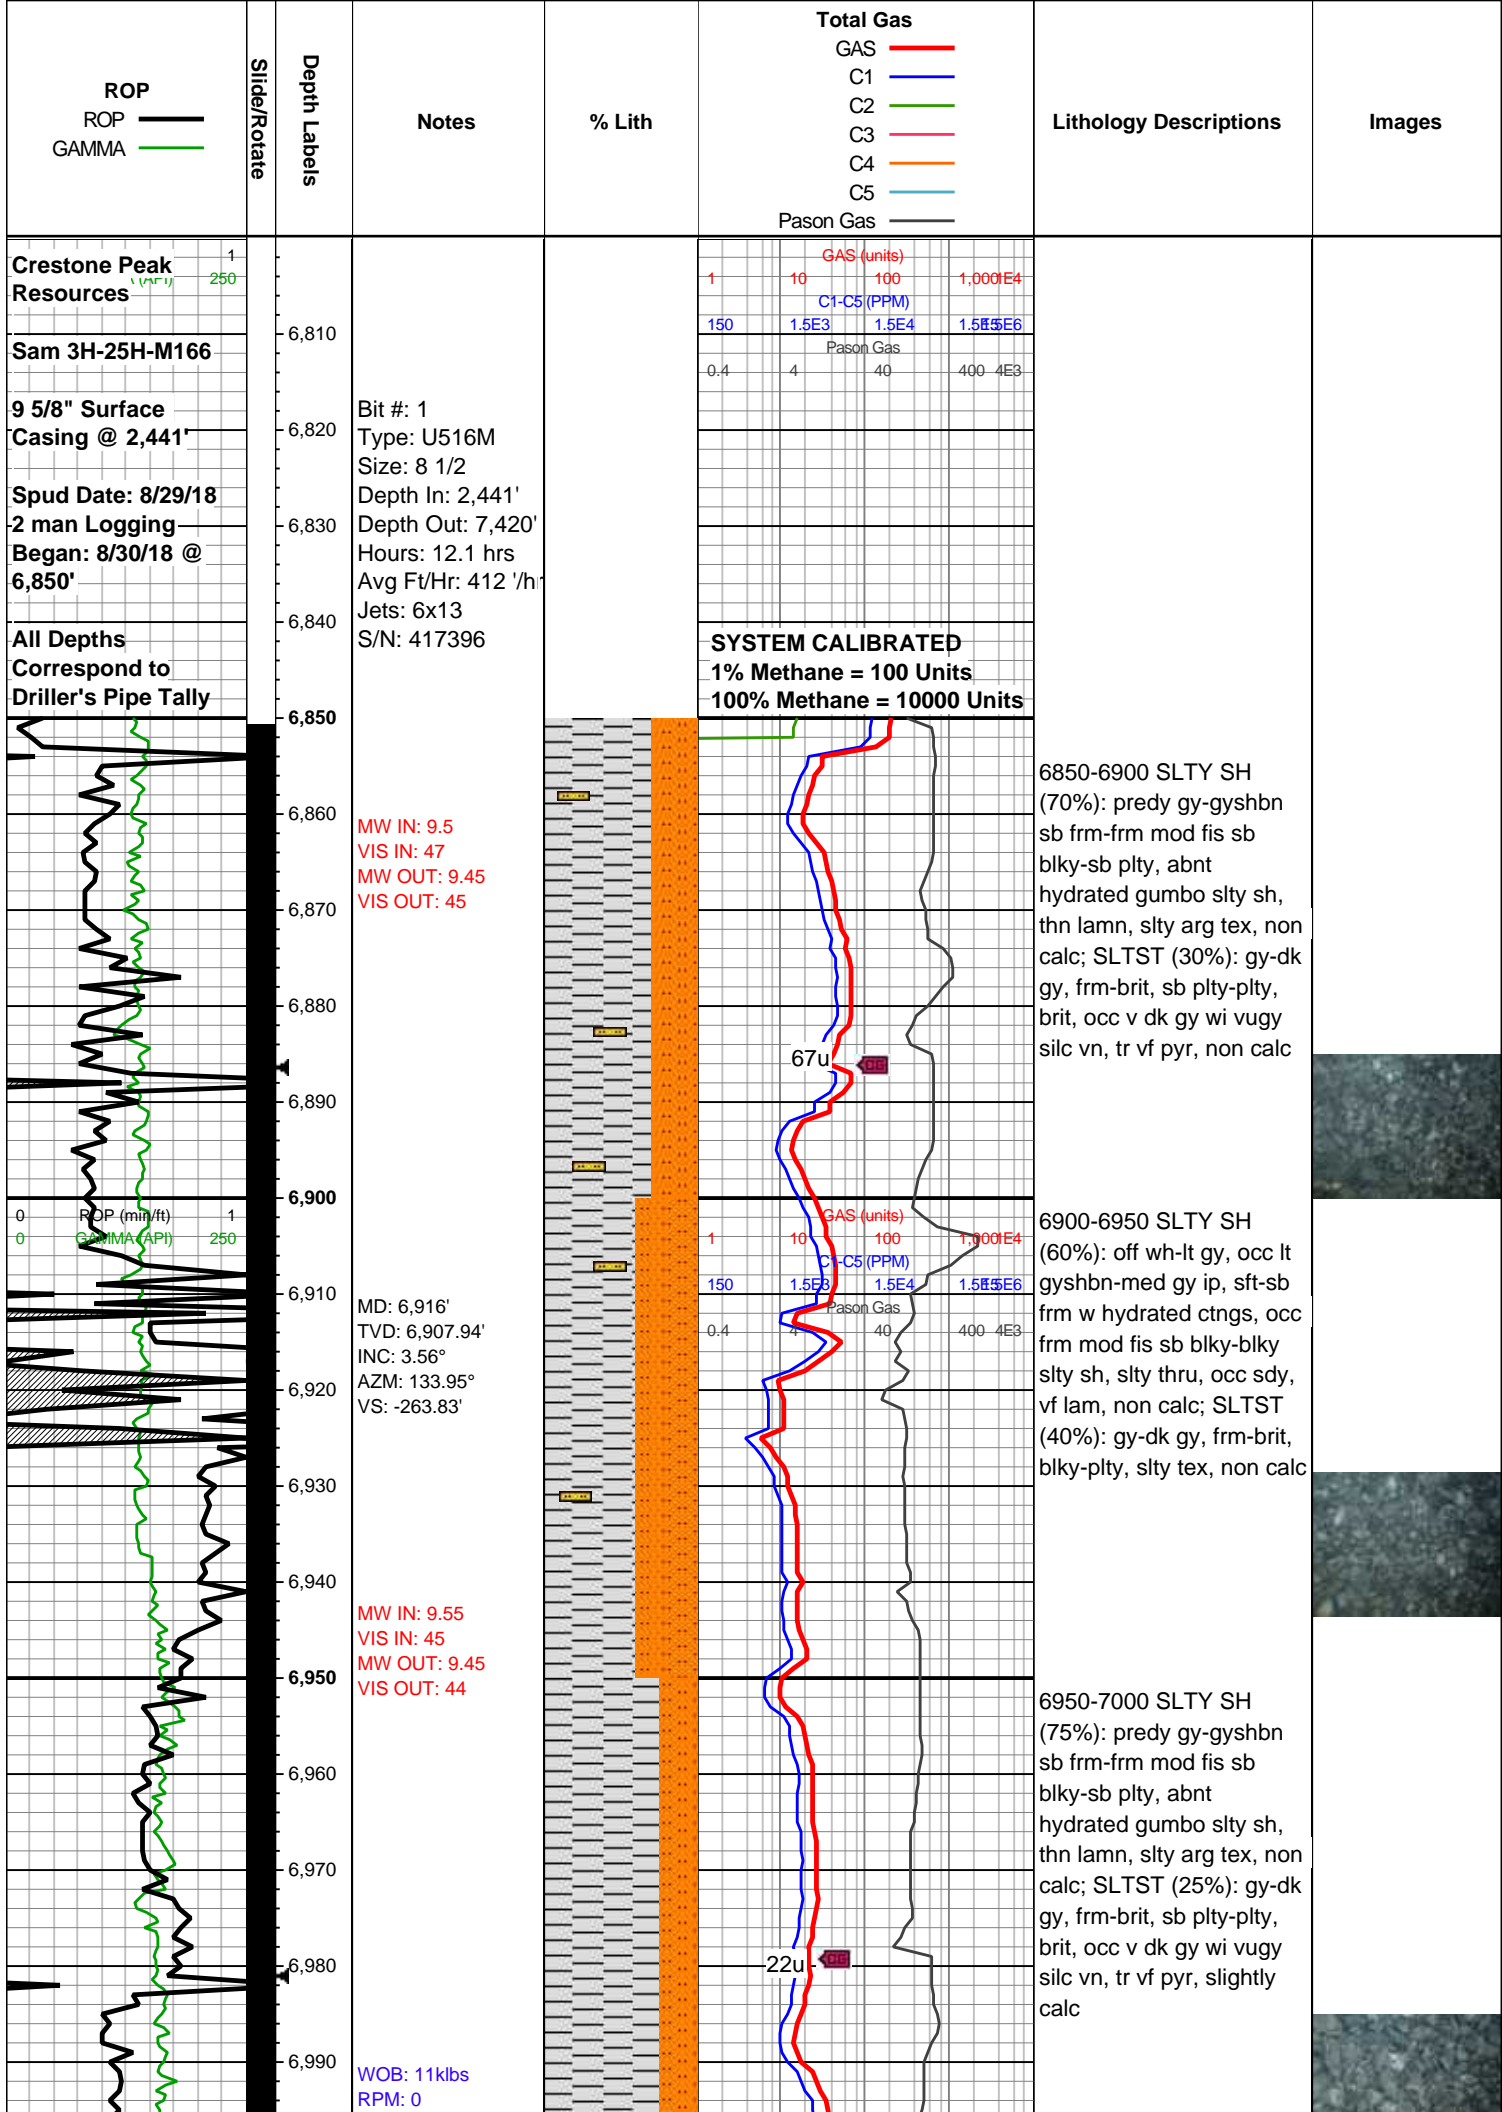 ROP
ROP
GAMMA
Slide/Rotate
Depth Labels
Notes
% Lith
Total Gas
GAS
C1
C2
C3
C4
C5
Pason Gas
Lithology Descriptions
Images
1
(API) 250
Crestone Peak
Resources
Sam 3H-25H-M166
9 5/8" Surface
Casing @ 2,441'
Spud Date: 8/29/18
2 man Logging
Began: 8/30/18 @
6,850'
All Depths
Correspond to
Driller's Pipe Tally
0 ROP (min/ft) 1
0 GAMMA (API) 250
6,810
6,820
6,830
6,840
6,850
6,860
6,870
6,880
6,890
6,900
6,910
6,920
6,930
6,940
6,950
6,960
6,970
6,980
6,990
Bit #: 1
Type: U516M
Size: 8 1/2
Depth In: 2,441'
Depth Out: 7,420'
Hours: 12.1 hrs
Avg Ft/Hr: 412 '/hr
Jets: 6x13
S/N: 417396
MW IN: 9.5
VIS IN: 47
MW OUT: 9.45
VIS OUT: 45
MD: 6,916'
TVD: 6,907.94'
INC: 3.56°
AZM: 133.95°
VS: -263.83'
MW IN: 9.55
VIS IN: 45
MW OUT: 9.45
VIS OUT: 44
WOB: 11klbs
RPM: 0
GAS (units)
1 10 100 1,000 1E4
C1-C5 (PPM)
150 1.5E3 1.5E4 1.5E5 1.5E6
Pason Gas
0.4 4 40 400 4E3
SYSTEM CALIBRATED
1% Methane = 100 Units
100% Methane = 10000 Units
67u
CG
GAS (units)
1 10 100 1,000 1E4
C1-C5 (PPM)
150 1.5E3 1.5E4 1.5E5 1.5E6
Pason Gas
0.4 4 40 400 4E3
22u
CG
6850-6900 SLTY SH
(70%): predy gy-gyshbn
sb frm-frm mod fis sb
blky-sb plty, abnt
hydrated gumbo slty sh,
thn lamn, slty arg tex, non
calc; SLTST (30%): gy-dk
gy, frm-brit, sb plty-plty,
brit, occ v dk gy wi vugy
silc vn, tr vf pyr, non calc
6900-6950 SLTY SH
(60%): off wh-lt gy, occ lt
gyshbn-med gy ip, sft-sb
frm w hydrated ctngs, occ
frm mod fis sb blky-blky
slty sh, slty thru, occ sdy,
vf lam, non calc; SLTST
(40%): gy-dk gy, frm-brit,
blky-plty, slty tex, non calc
6950-7000 SLTY SH
(75%): predy gy-gyshbn
sb frm-frm mod fis sb
blky-sb plty, abnt
hydrated gumbo slty sh,
thn lamn, slty arg tex, non
calc; SLTST (25%): gy-dk
gy, frm-brit, sb plty-plty,
brit, occ v dk gy wi vugy
silc vn, tr vf pyr, slightly
calc